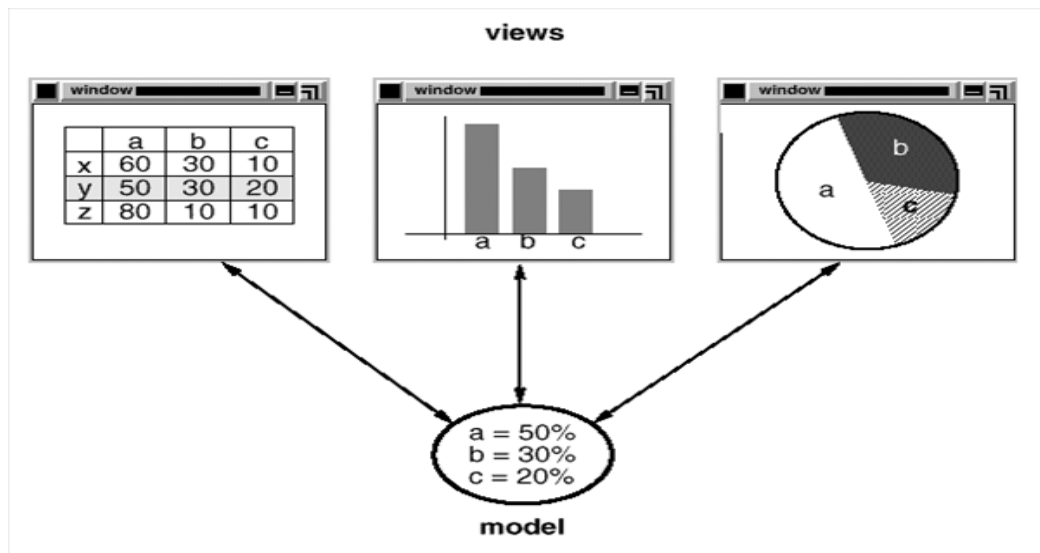 views
window
a b c
x 60 30 10
y 50 30 20
z 80 10 10
window
a b c
window
a
b
c
a = 50%
b = 30%
c = 20%
model